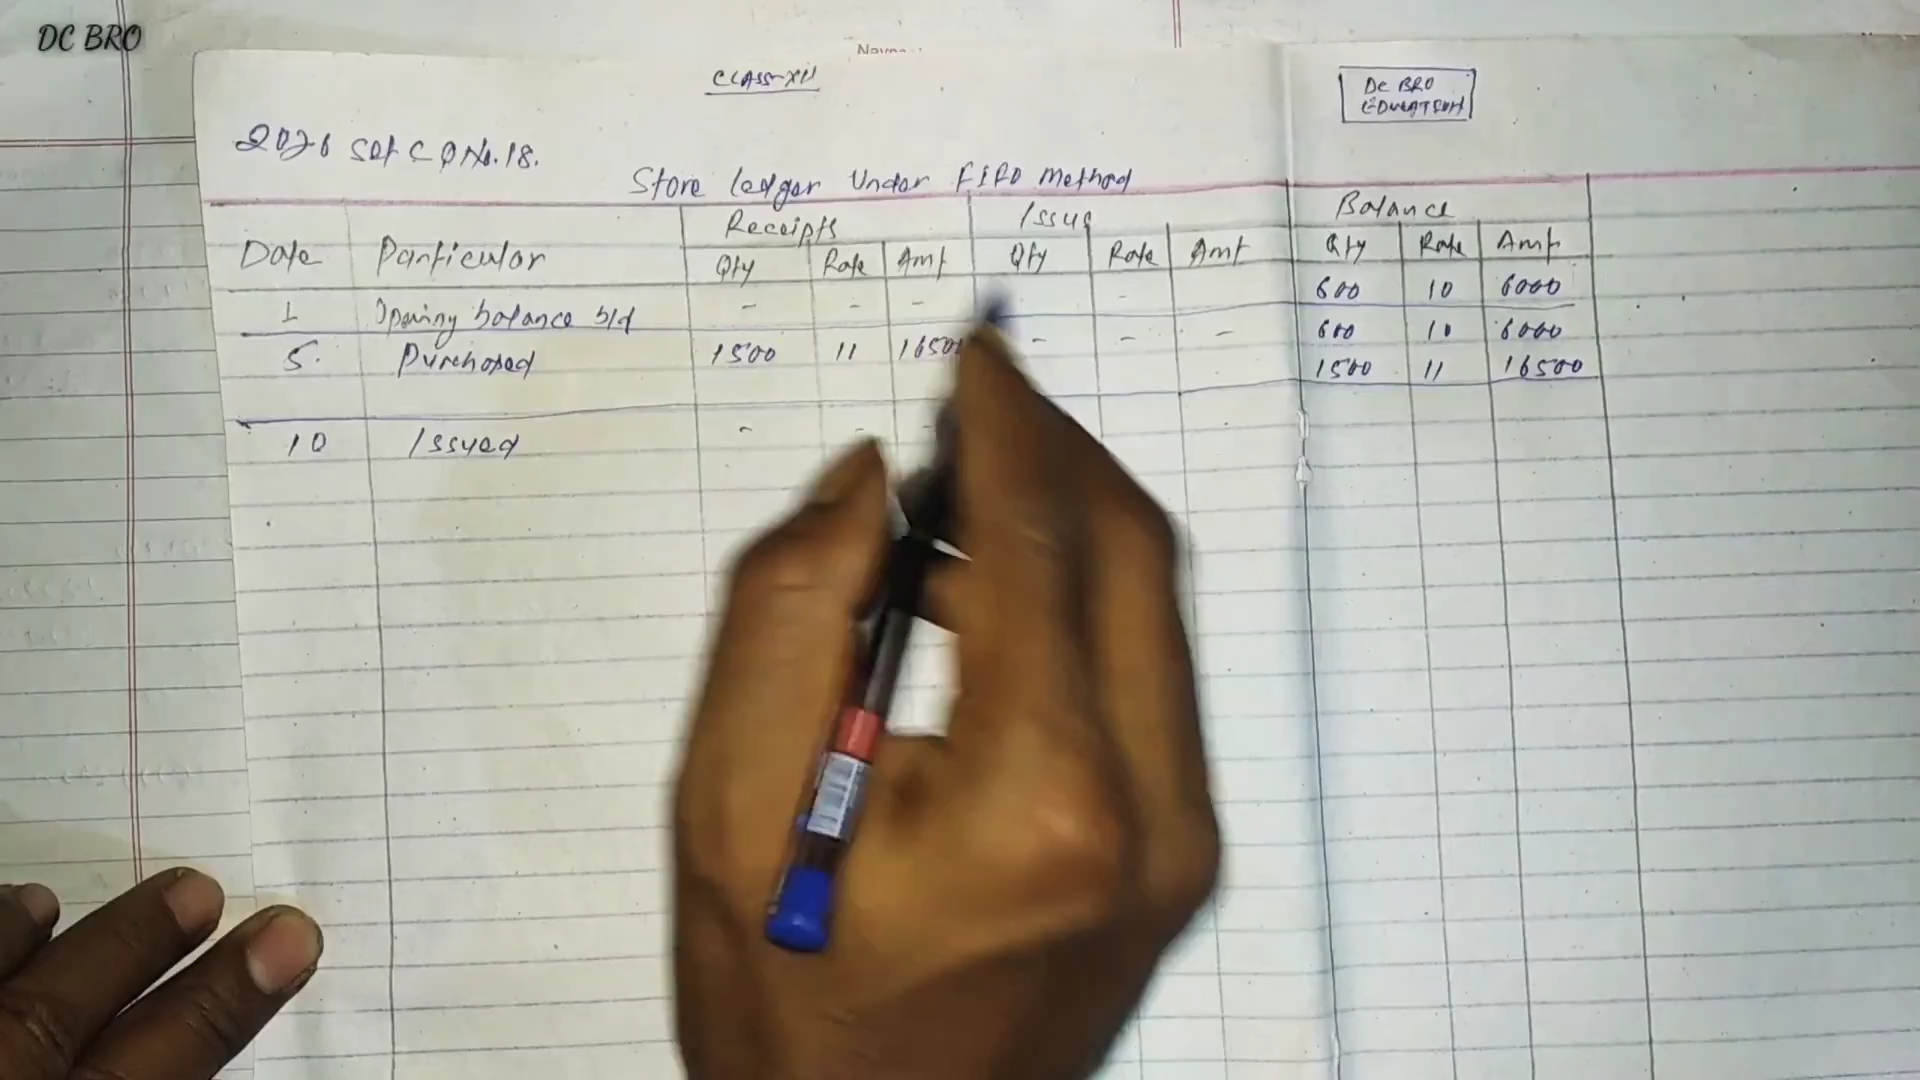 DC BRO
CLASS-XII
DC BRO
EDUCATION
2026 Set C Q No. 18.
Store ledger Under FIFO Method
Receipts Issue Balance
Date Particular Qty Rate Amt Qty Rate Amt Qty Rate Amt
1 Opening balance b/d - - - - - 600 10 6000
5. Purchased 1500 11 16500 - - - 600 10 6000
1500 11 16500
10 Issued - - -